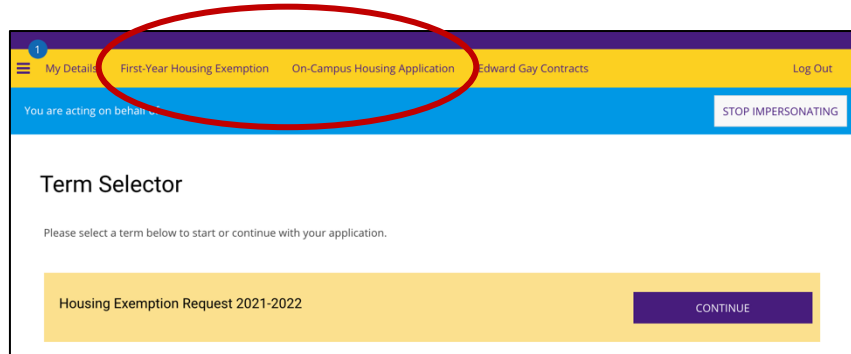 1
My Details First-Year Housing Exemption On-Campus Housing Application Edward Gay Contracts Log Out
You are acting on behalf of STOP IMPERSONATING
Term Selector
Please select a term below to start or continue with your application.
Housing Exemption Request 2021-2022 CONTINUE